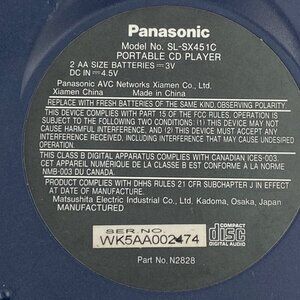 Panasonic
Model No. SL-SX451C
PORTABLE CD PLAYER
2 AA SIZE BATTERIES ⎓ 3V
DC IN ⎓ 4.5V
Panasonic AVC Networks Xiamen Co., Ltd.
Xiamen China Made in China
REPLACE WITH FRESH BATTERIES OF THE SAME KIND, OBSERVING POLARITY.
THIS DEVICE COMPLIES WITH PART 15 OF THE FCC RULES. OPERATION IS
SUBJECT TO THE FOLLOWING TWO CONDITIONS: (1) THIS DEVICE MAY NOT
CAUSE HARMFUL INTERFERENCE, AND (2) THIS DEVICE MUST ACCEPT ANY
INTERFERENCE RECEIVED, INCLUDING INTERFERENCE THAT MAY CAUSE
UNDESIRED OPERATION.
THIS CLASS B DIGITAL APPARATUS COMPLIES WITH CANADIAN ICES-003.
CET APPAREIL NUMÉRIQUE DE LA CLASSE B EST CONFORME A LA NORME
NMB-003 DU CANADA.
PRODUCT COMPLIES WITH DHHS RULES 21 CFR SUBCHAPTER J IN EFFECT
AT DATE OF MANUFACTURE.
Matsushita Electric Industrial Co., Ltd. Kadoma, Osaka, Japan
MANUFACTURED
SER. NO.
WK5AA002474
COMPACT
disc
DIGITAL AUDIO
Part No. N2828